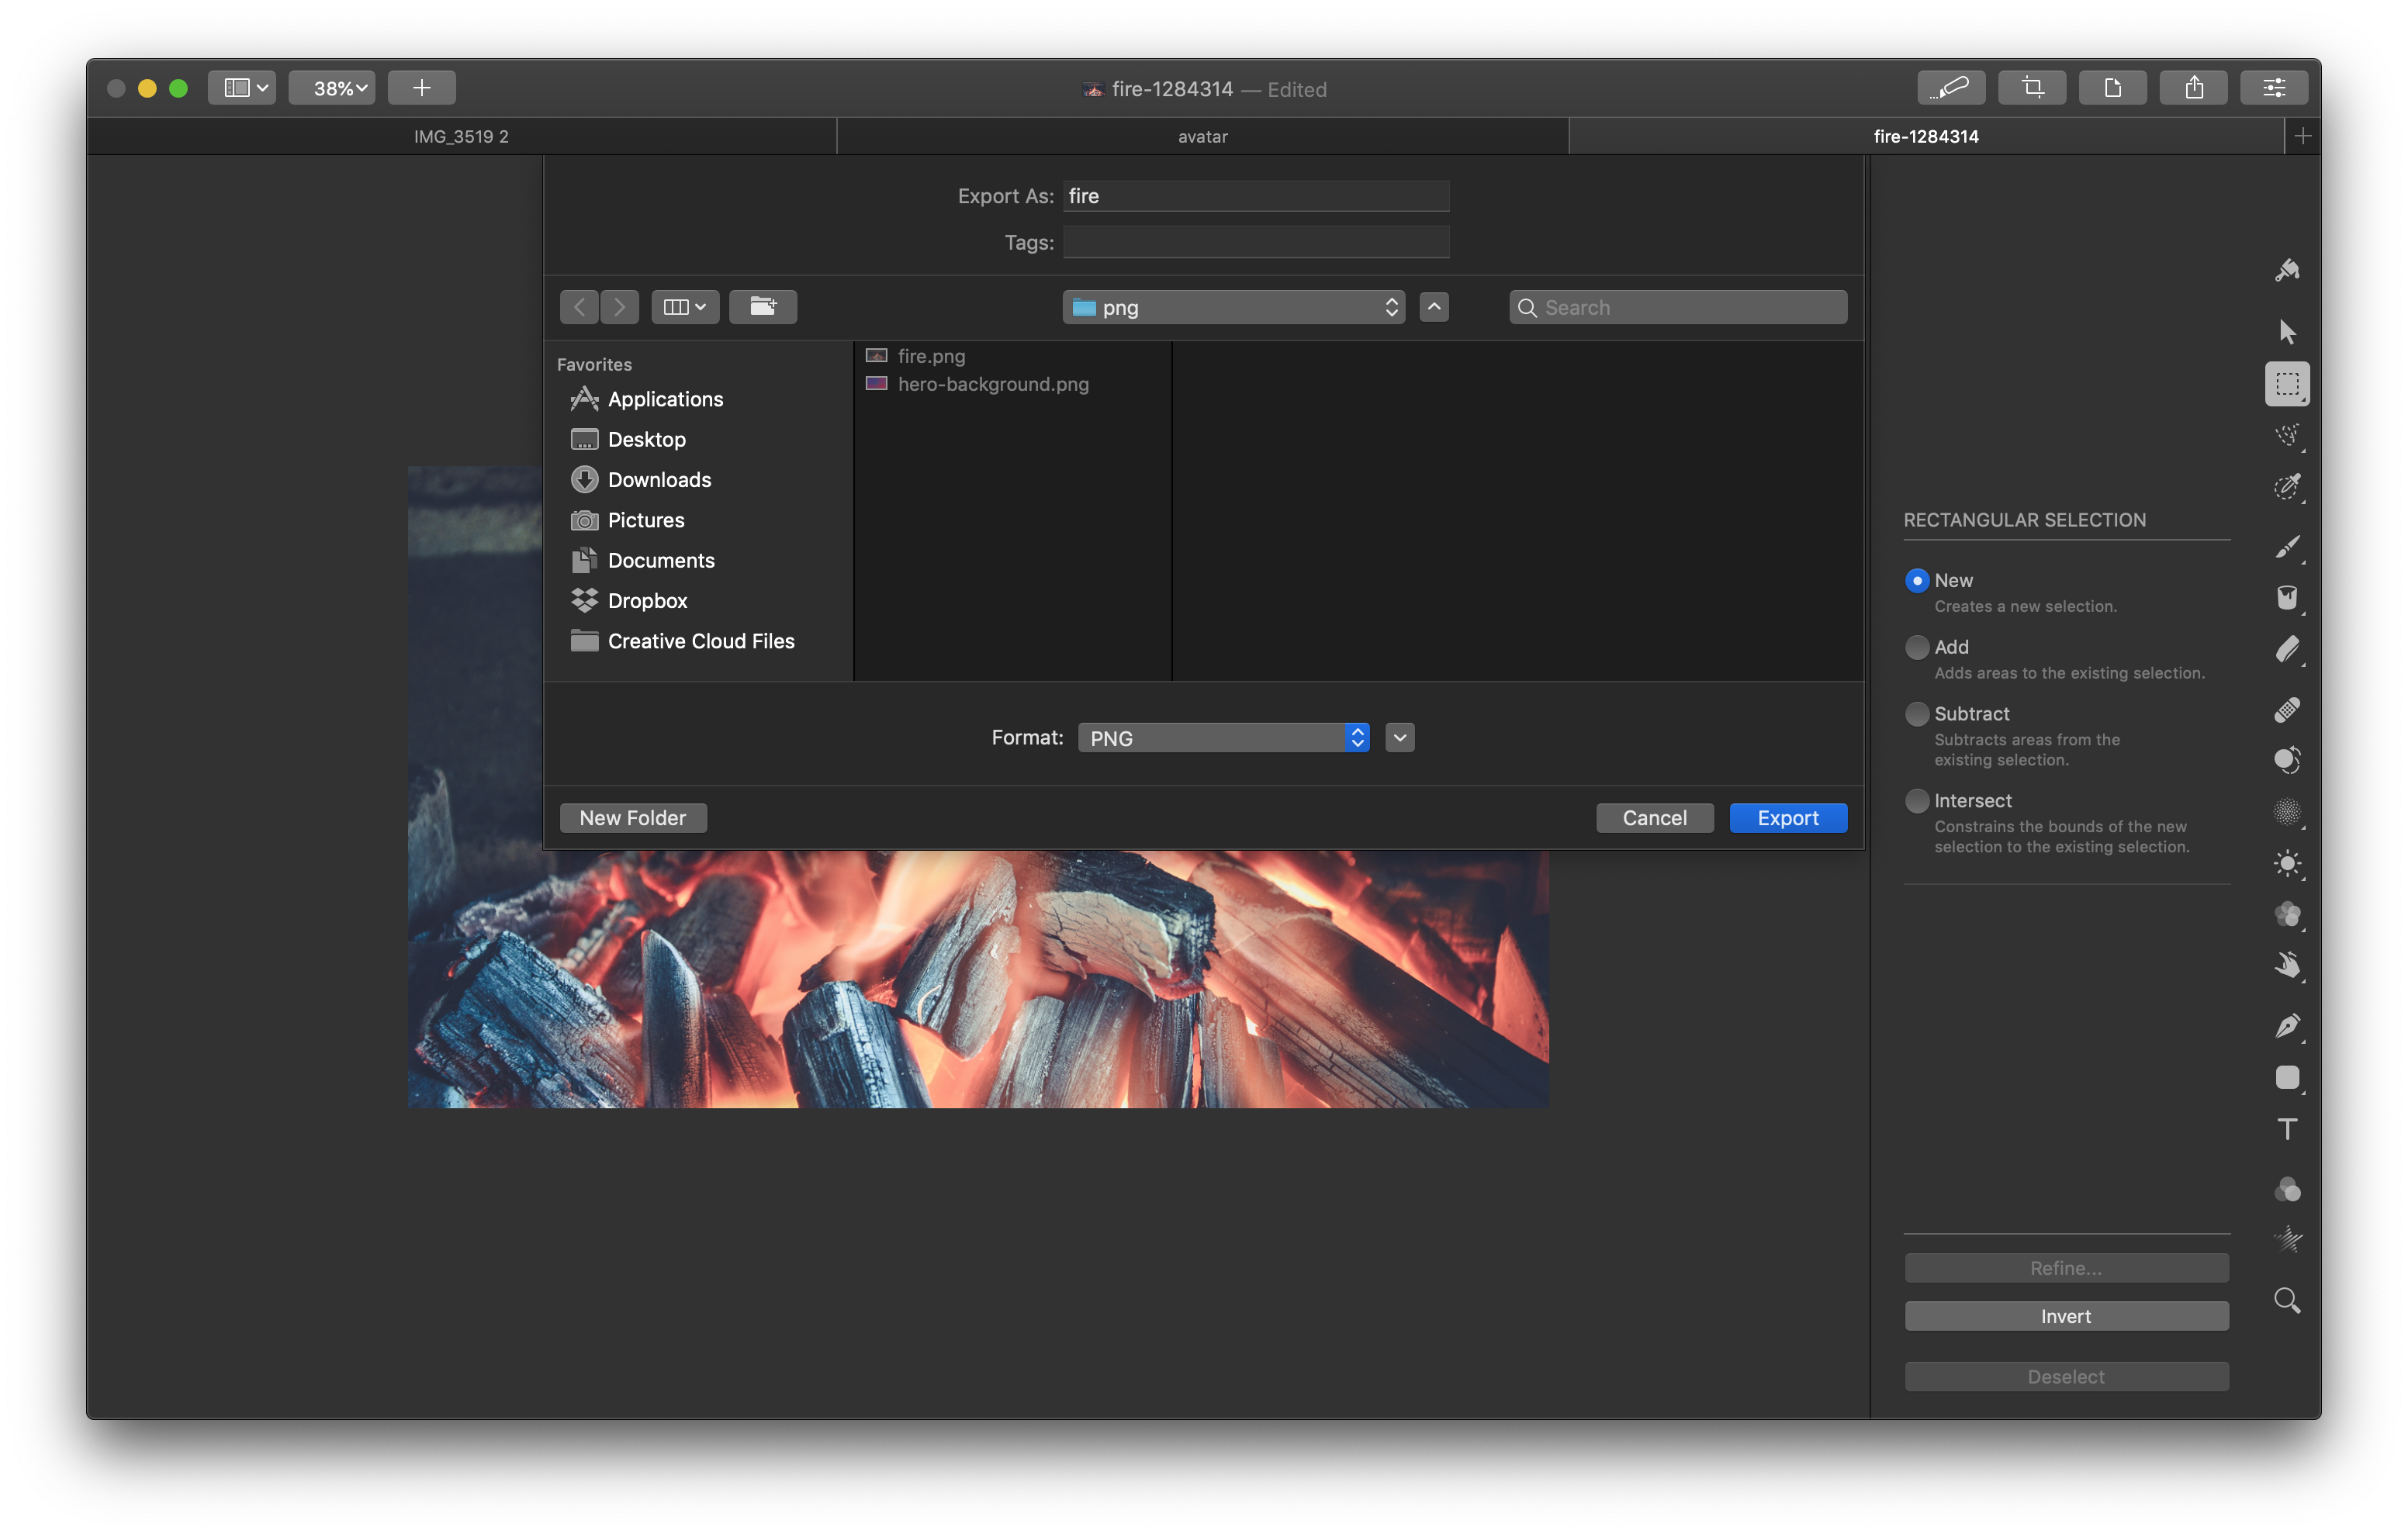 38%
fire-1284314 — Edited
IMG_3519 2
avatar
fire-1284314
Export As: fire
Tags:
png
Search
Favorites
Applications
Desktop
Downloads
Pictures
Documents
Dropbox
Creative Cloud Files
fire.png
hero-background.png
Format: PNG
New Folder
Cancel
Export
RECTANGULAR SELECTION
New
Creates a new selection.
Add
Adds areas to the existing selection.
Subtract
Subtracts areas from the
existing selection.
Intersect
Constrains the bounds of the new
selection to the existing selection.
Refine...
Invert
Deselect